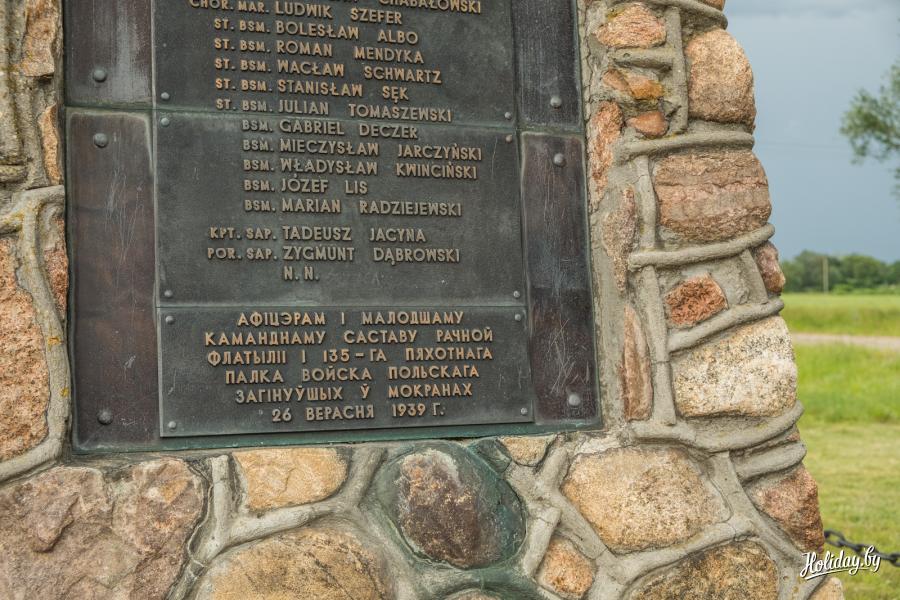 CHABAŁOWSKI
CHOR. MAR. LUDWIK SZEFER
ST. BSM. BOLESŁAW ALBO
ST. BSM. ROMAN MENDYKA
ST. BSM. WACŁAW SCHWARTZ
ST. BSM. STANISŁAW SĘK
ST. BSM. JULIAN TOMASZEWSKI
BSM. GABRIEL DECZER
BSM. MIECZYSŁAW JARCZYŃSKI
BSM. WŁADYSŁAW KWINCIŃSKI
BSM. JÓZEF LIS
BSM. MARIAN RADZIEJEWSKI
KPT. SAP. TADEUSZ JACYNA
POR. SAP. ZYGMUNT DĄBROWSKI
N. N.
АФІЦЭРАМ І МАЛОДШАМУ
КАМАНДНАМУ САСТАВУ РАЧНОЙ
ФЛАТЫЛІІ І 135-ГА ПЯХОТНАГА
ПАЛКА ВОЙСКА ПОЛЬСКАГА
ЗАГІНУЎШЫХ Ў МОКРАНАХ
26 ВЕРАСНЯ 1939 Г.
Holiday.by